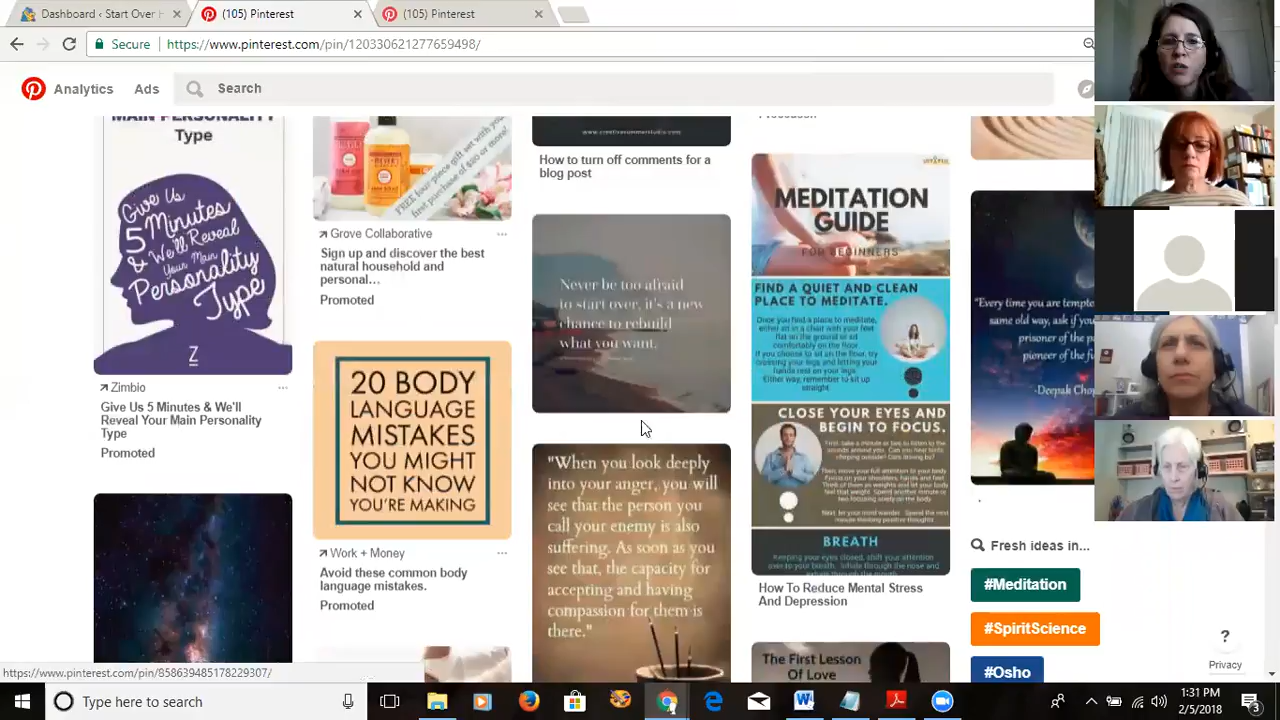 Dashboard ‹ Start Over
(105) Pinterest
(105) Pinterest
Secure
https://www.pinterest.com/pin/120330621277659498/
Analytics
Ads
Search
MAIN PERSONALITY
Type
Give Us
5 Minutes
& We'll
Reveal
Your Main
Personality
Type
Z
Zimbio
Give Us 5 Minutes & We'll
Reveal Your Main Personality
Type
Promoted
FREE
Grove Collaborative
Sign up and discover the best
natural household and
personal…
Promoted
20 BODY
LANGUAGE
MISTAKES
YOU MIGHT
NOT KNOW
YOU'RE MAKING
Work + Money
Avoid these common body
language mistakes.
Promoted
How to turn off comments for a
blog post
Never be too afraid
to start over, it's a new
chance to rebuild
what you want.
"When you look deeply
into your anger, you will
see that the person you
call your enemy is also
suffering. As soon as you
see that, the capacity for
accepting and having
compassion for them is
there."
MEDITATION
GUIDE
FOR BEGINNERS
FIND A QUIET AND CLEAN
PLACE TO MEDITATE.
CLOSE YOUR EYES AND
BEGIN TO FOCUS.
BREATH
How To Reduce Mental Stress
And Depression
The First Lesson
Of Love
"Every time you are tempted
same old way, ask if you
prisoner of the
pioneer of the
-Deepak
Fresh ideas in...
#Meditation
#SpiritScience
#Osho
?
Privacy
https://www.pinterest.com/pin/858639485178229307/
Type here to search
1:31 PM
2/5/2018
3